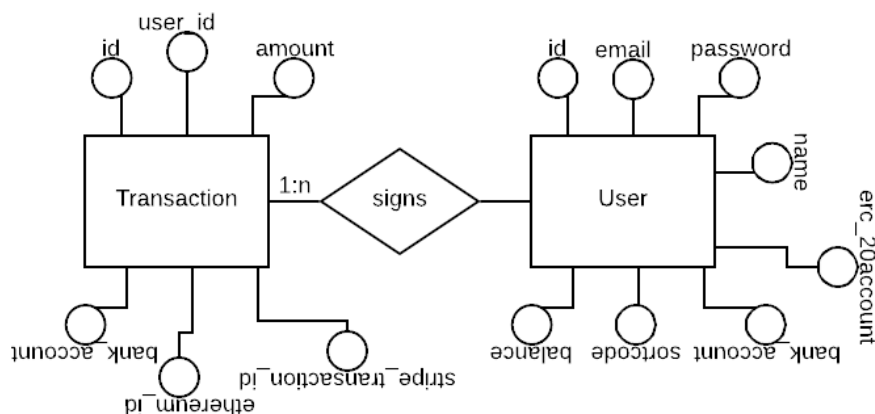 user_id
id
amount
id
email
password
name
Transaction
1:n
signs
User
erc_20account
bank_account
ethereum_id
stripe_transaction_id
balance
sortcode
bank_account